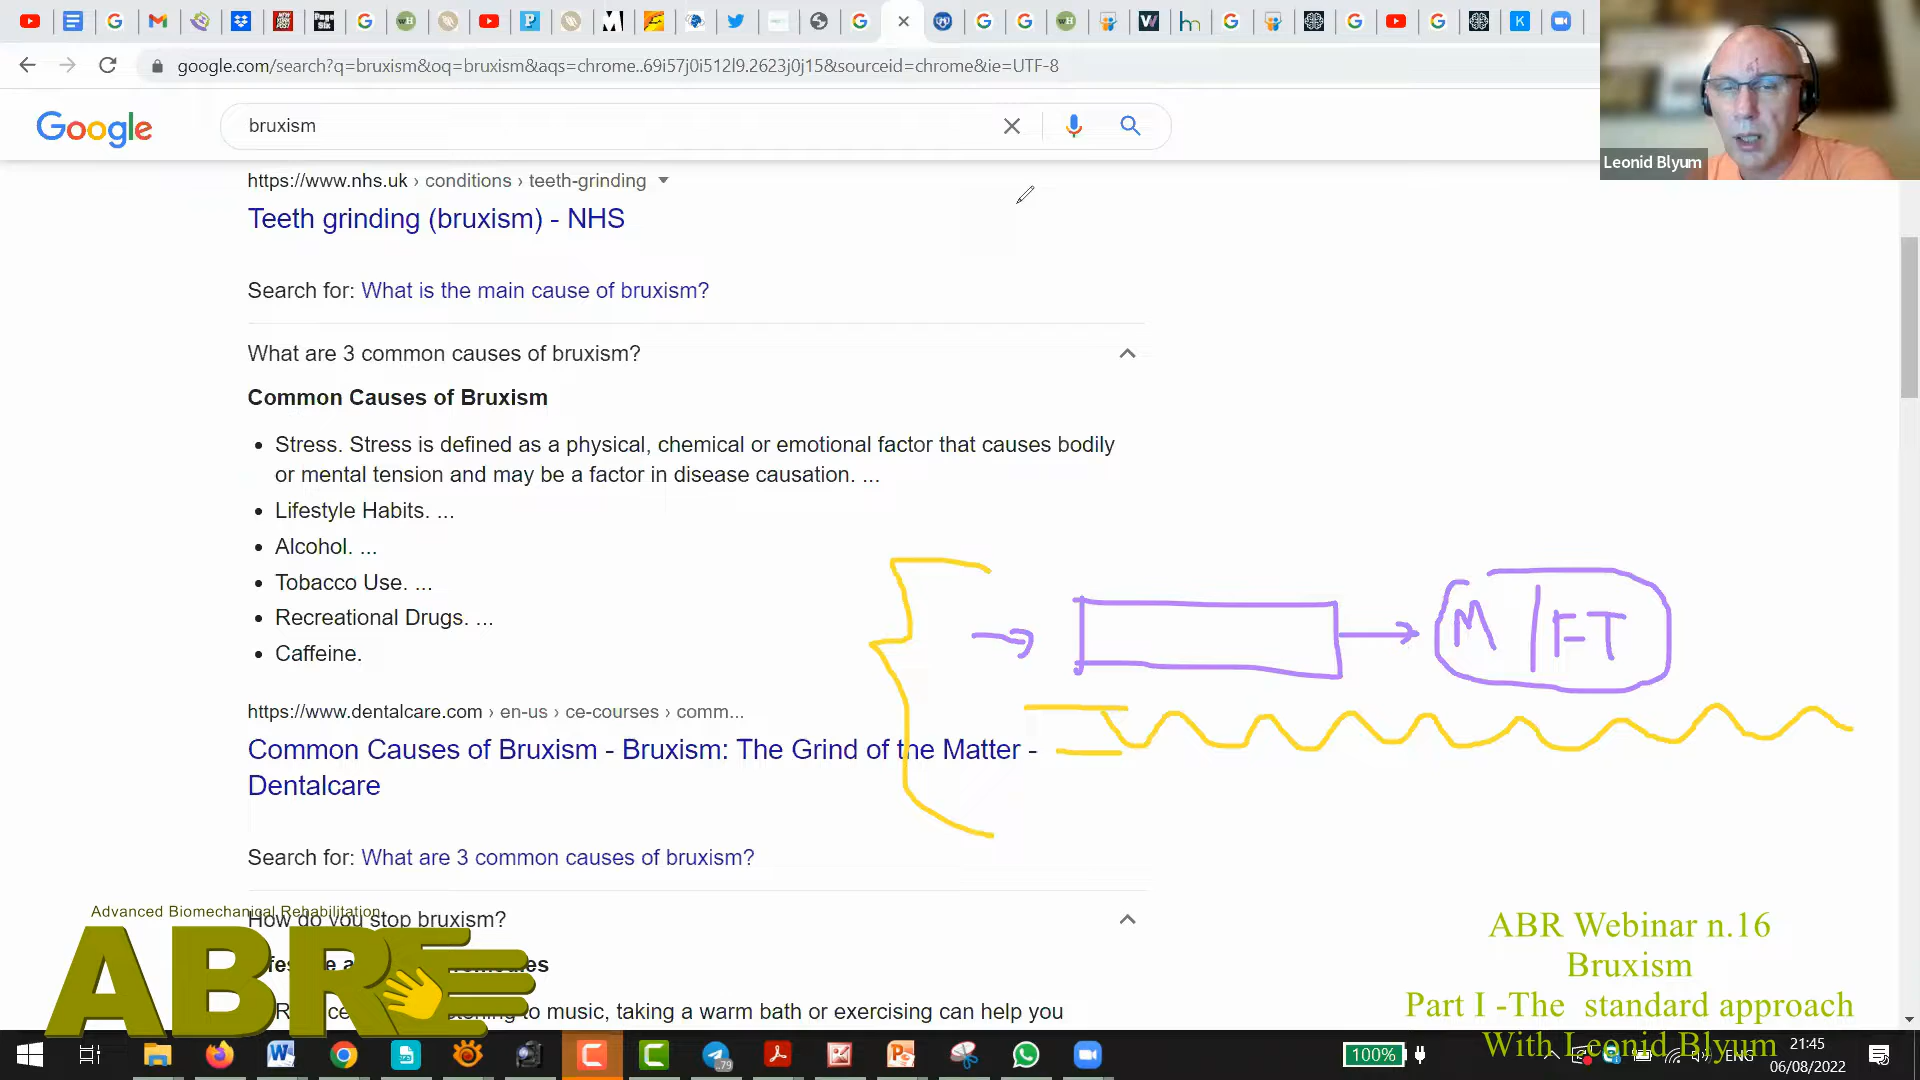 google.com/search?q=bruxism&oq=bruxism&aqs=chrome..69i57j0i512l9.2623j0j15&sourceid=chrome&ie=UTF-8
Google
bruxism
Leonid Blyum
https://www.nhs.uk › conditions › teeth-grinding
Teeth grinding (bruxism) - NHS
Search for: What is the main cause of bruxism?
What are 3 common causes of bruxism?
Common Causes of Bruxism
• Stress. Stress is defined as a physical, chemical or emotional factor that causes bodily
or mental tension and may be a factor in disease causation. ...
• Lifestyle Habits. ...
• Alcohol. ...
• Tobacco Use. ...
• Recreational Drugs. ...
• Caffeine.
M | FT
https://www.dentalcare.com › en-us › ce-courses › comm...
Common Causes of Bruxism - Bruxism: The Grind of the Matter -
Dentalcare
Search for: What are 3 common causes of bruxism?
Advanced Biomechanical Rehabilitation
How do you stop bruxism?
ABR
to music, taking a warm bath or exercising can help you
ABR Webinar n.16
Bruxism
Part I -The standard approach
With Leonid Blyum
100%
ENG
21:45
06/08/2022